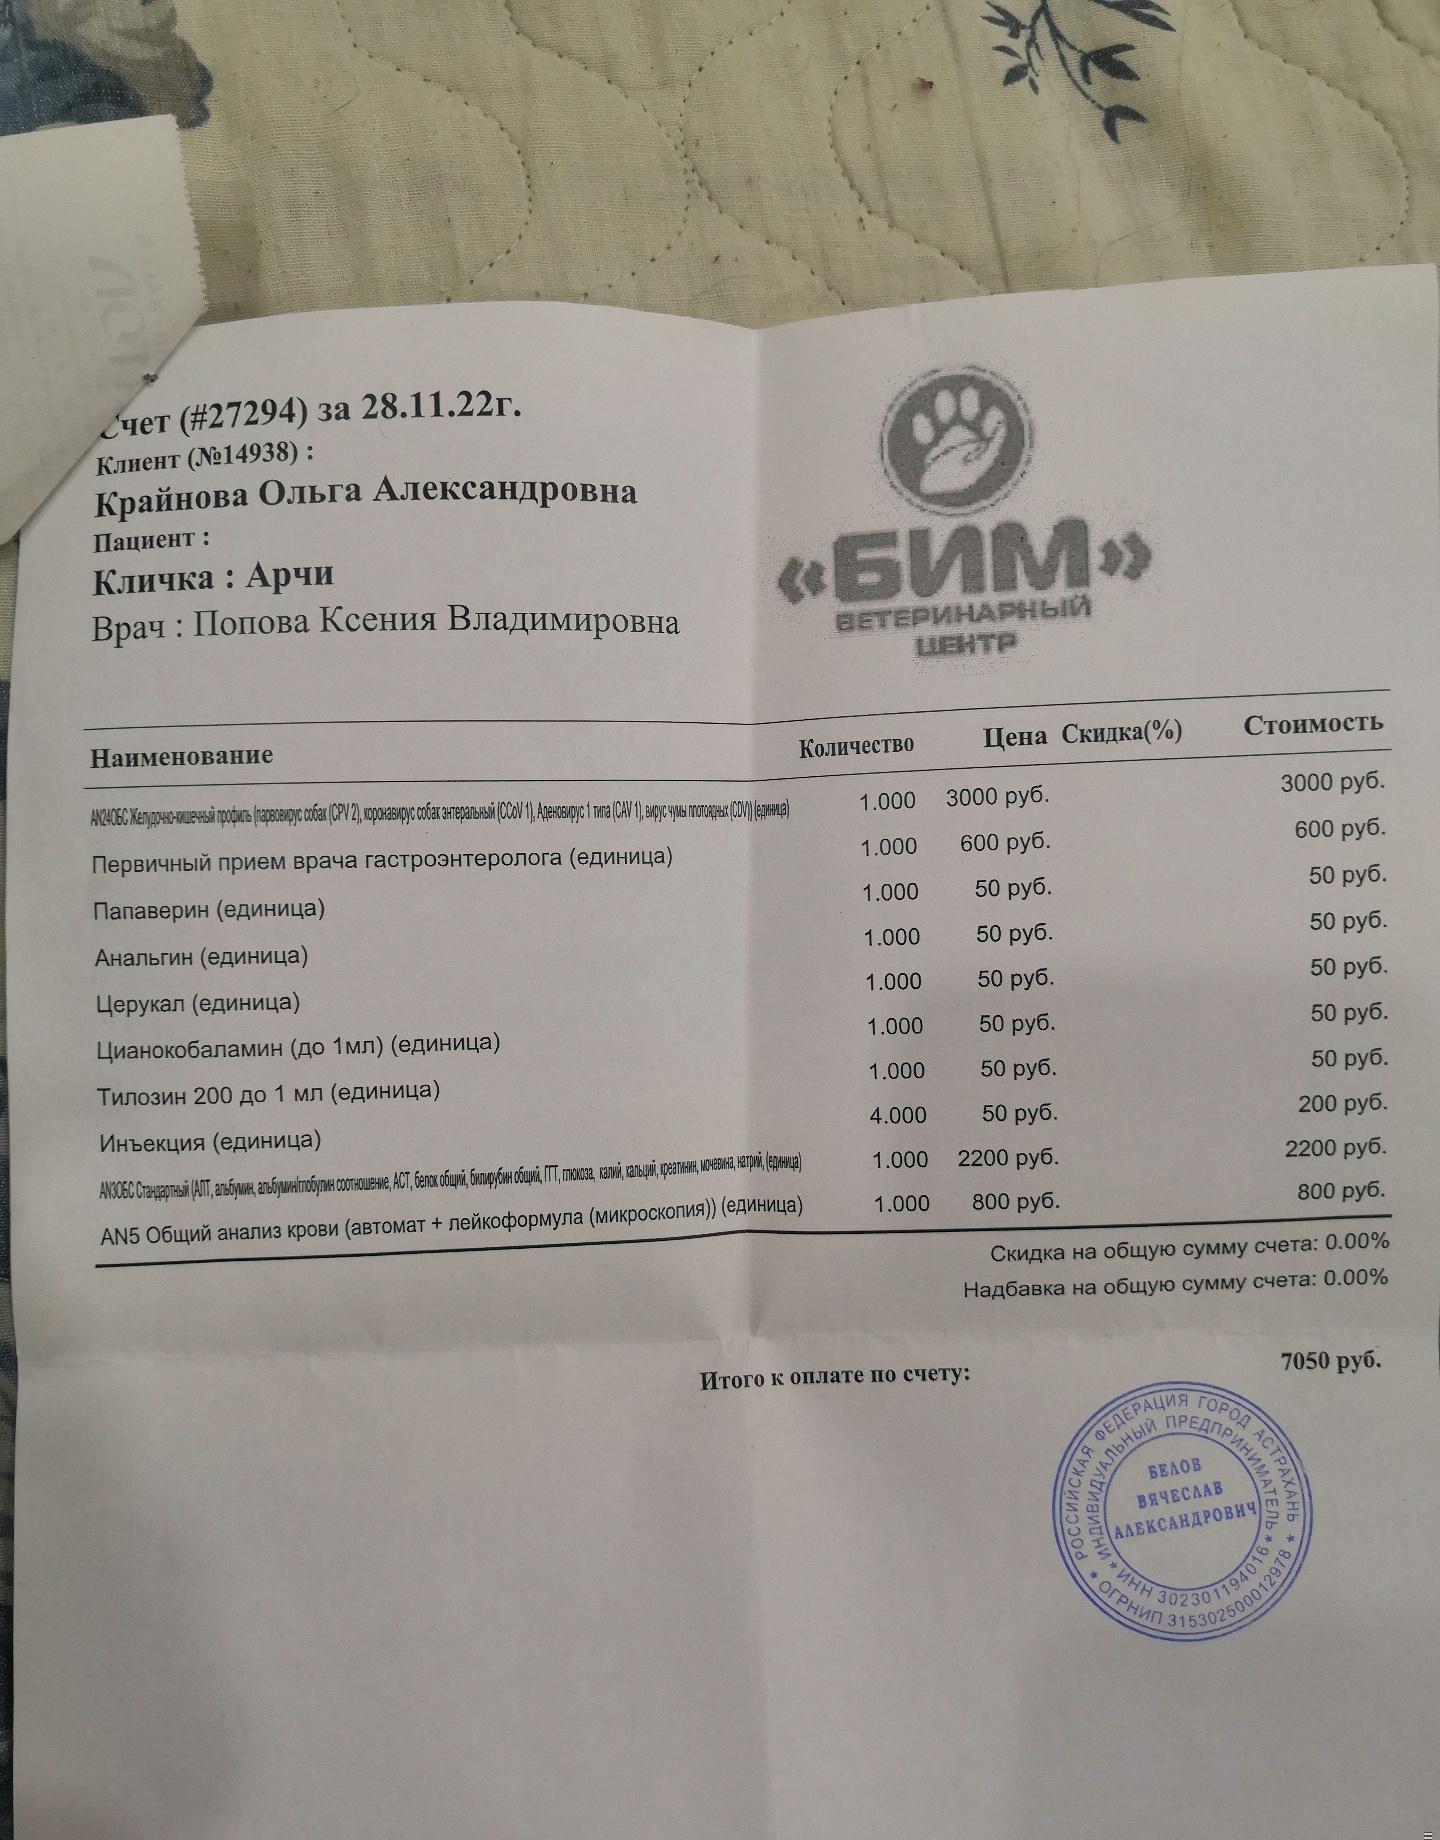 Счет (#27294) за 28.11.22г.
Клиент (№14938) :
Крайнова Ольга Александровна
Пациент :
Кличка : Арчи
Врач : Попова Ксения Владимировна
«БИМ»
ВЕТЕРИНАРНЫЙ
ЦЕНТР
Наименование Количество Цена Скидка(%) Стоимость
AN24ОБС Желудочно-кишечный профиль (парвовирус собак (CPV 2), коронавирус собак энтеральный (CCoV 1), Аденовирус 1 типа (CAV 1), вирус чумы плотоядных (CDV)) (единица) 1.000 3000 руб. 3000 руб.
Первичный прием врача гастроэнтеролога (единица) 1.000 600 руб. 600 руб.
Папаверин (единица) 1.000 50 руб. 50 руб.
Анальгин (единица) 1.000 50 руб. 50 руб.
Церукал (единица) 1.000 50 руб. 50 руб.
Цианокобаламин (до 1мл) (единица) 1.000 50 руб. 50 руб.
Тилозин 200 до 1 мл (единица) 1.000 50 руб. 50 руб.
Инъекция (единица) 4.000 50 руб. 200 руб.
AN3ОБС Стандартный (АЛТ, альбумин, альбумин/глобулин соотношение, АСТ, белок общий, билирубин общий, ГГТ, глюкоза, калий, кальций, креатинин, мочевина, натрий, (единица) 1.000 2200 руб. 2200 руб.
AN5 Общий анализ крови (автомат + лейкоформула (микроскопия)) (единица) 1.000 800 руб. 800 руб.
Скидка на общую сумму счета: 0.00%
Надбавка на общую сумму счета: 0.00%
Итого к оплате по счету: 7050 руб.
РОССИЙСКАЯ ФЕДЕРАЦИЯ ГОРОД АСТРАХАНЬ
ИНДИВИДУАЛЬНЫЙ ПРЕДПРИНИМАТЕЛЬ
БЕЛОВ
ВЯЧЕСЛАВ
АЛЕКСАНДРОВИЧ
ИНН 302301194016
ОГРНИП 315302500012978